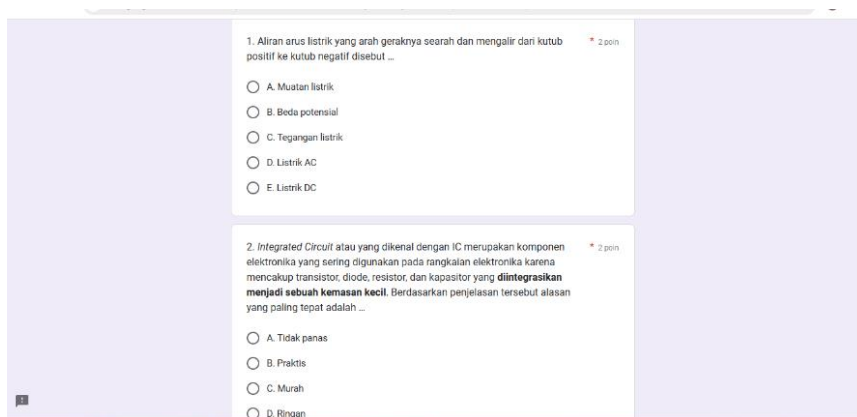 1. Aliran arus listrik yang arah geraknya searah dan mengalir dari kutub * 2 poin
positif ke kutub negatif disebut ...
A. Muatan listrik
B. Beda potensial
C. Tegangan listrik
D. Listrik AC
E. Listrik DC
2. Integrated Circuit atau yang dikenal dengan IC merupakan komponen * 2 poin
elektronika yang sering digunakan pada rangkaian elektronika karena
mencakup transistor, diode, resistor, dan kapasitor yang diintegrasikan
menjadi sebuah kemasan kecil. Berdasarkan penjelasan tersebut alasan
yang paling tepat adalah ...
A. Tidak panas
B. Praktis
C. Murah
D. Ringan